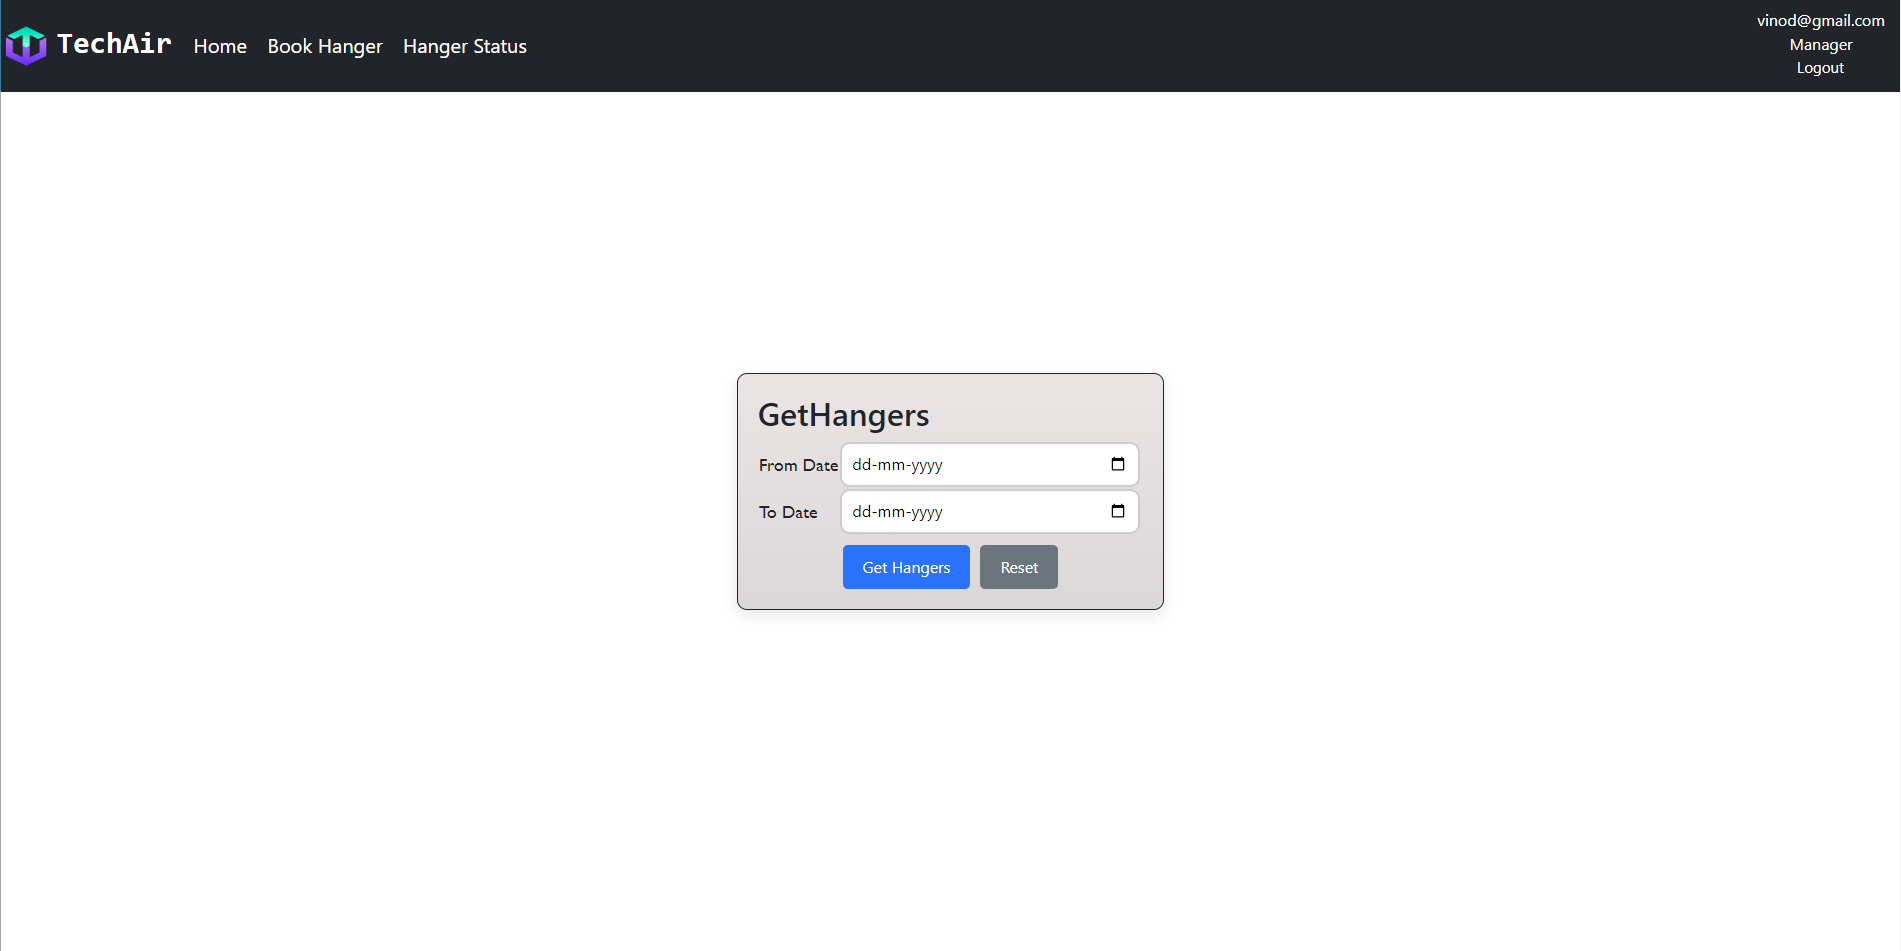 TechAir Home Book Hanger Hanger Status
vinod@gmail.com
Manager
Logout
GetHangers
From Date dd-mm-yyyy
To Date dd-mm-yyyy
Get Hangers Reset